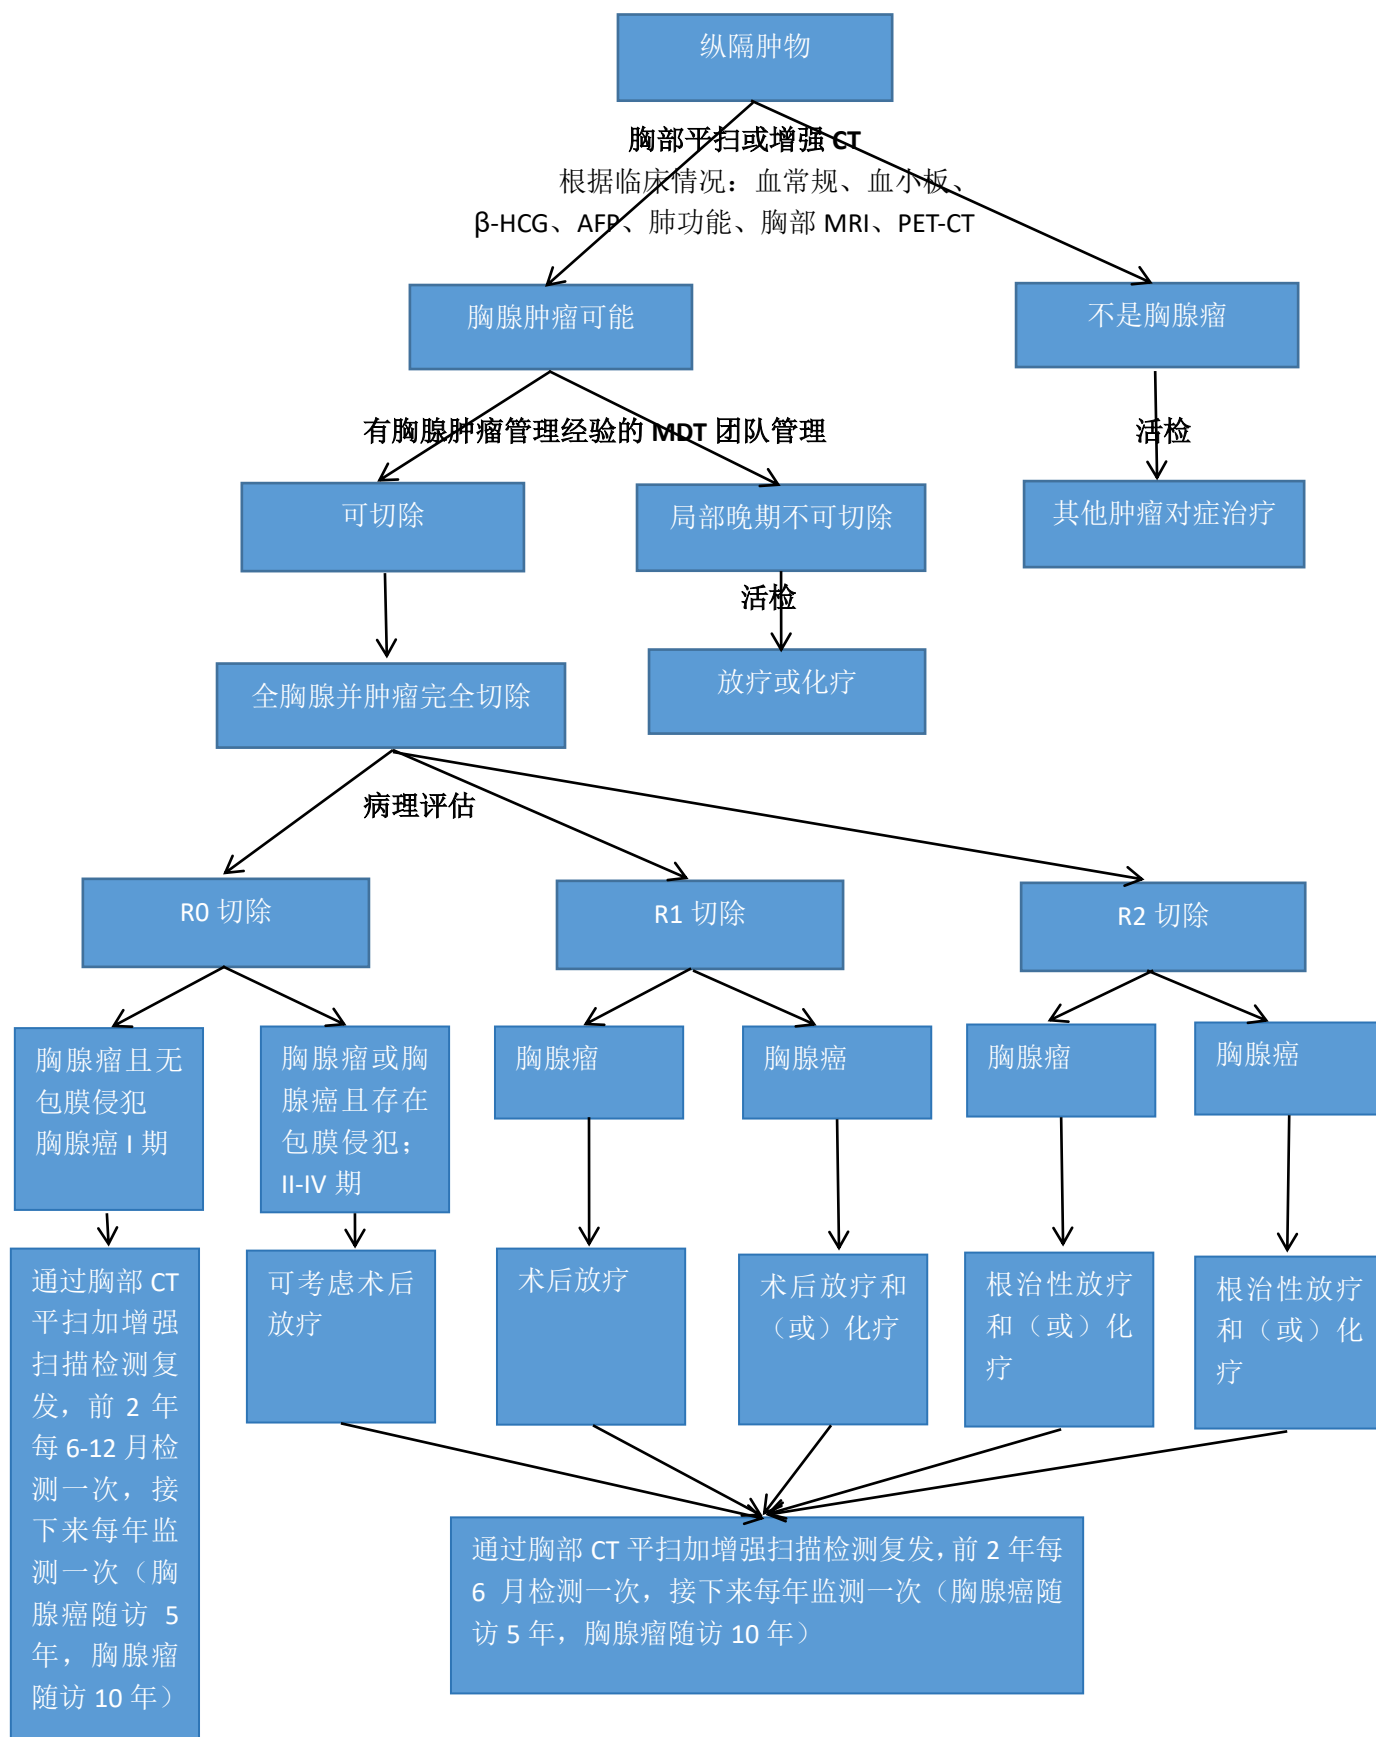 纵隔肿物
胸部平扫或增强 CT
根据临床情况：血常规、血小板、
β-HCG、AFP、肺功能、胸部 MRI、PET-CT
胸腺肿瘤可能
不是胸腺瘤
有胸腺肿瘤管理经验的 MDT 团队管理
活检
可切除
局部晚期不可切除
其他肿瘤对症治疗
活检
全胸腺并肿瘤完全切除
放疗或化疗
病理评估
R0 切除
R1 切除
R2 切除
胸腺瘤且无
包膜侵犯
胸腺癌 I 期
胸腺瘤或胸
腺癌且存在
包膜侵犯；
II-IV 期
胸腺瘤
胸腺癌
胸腺瘤
胸腺癌
通过胸部 CT
平扫加增强
扫描检测复
发，前 2 年
每 6-12 月检
测一次，接
下来每年监
测一次（胸
腺癌随访 5
年，胸腺瘤
随访 10 年）
可考虑术后
放疗
术后放疗
术后放疗和
（或）化疗
根治性放疗
和（或）化
疗
根治性放疗
和（或）化
疗
通过胸部 CT 平扫加增强扫描检测复发，前 2 年每
6 月检测一次，接下来每年监测一次（胸腺癌随
访 5 年，胸腺瘤随访 10 年）